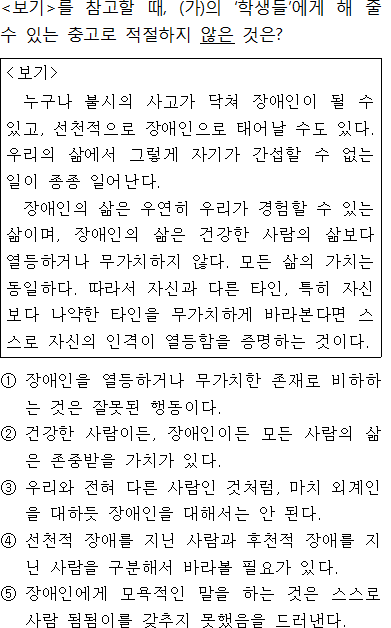 <보기>를 참고할 때, (가)의 '학생들'에게 해 줄
수 있는 충고로 적절하지 않은 것은?
<보기>
누구나 불시의 사고가 닥쳐 장애인이 될 수
있고, 선천적으로 장애인으로 태어날 수도 있다.
우리의 삶에서 그렇게 자기가 간섭할 수 없는
일이 종종 일어난다.
장애인의 삶은 우연히 우리가 경험할 수 있는
삶이며, 장애인의 삶은 건강한 사람의 삶보다
열등하거나 무가치하지 않다. 모든 삶의 가치는
동일하다. 따라서 자신과 다른 타인, 특히 자신
보다 나약한 타인을 무가치하게 바라본다면 스
스로 자신의 인격이 열등함을 증명하는 것이다.
① 장애인을 열등하거나 무가치한 존재로 비하하
는 것은 잘못된 행동이다.
② 건강한 사람이든, 장애인이든 모든 사람의 삶
은 존중받을 가치가 있다.
③ 우리와 전혀 다른 사람인 것처럼, 마치 외계인
을 대하듯 장애인을 대해서는 안 된다.
④ 선천적 장애를 지닌 사람과 후천적 장애를 지
닌 사람을 구분해서 바라볼 필요가 있다.
⑤ 장애인에게 모욕적인 말을 하는 것은 스스로
사람 됨됨이를 갖추지 못했음을 드러낸다.